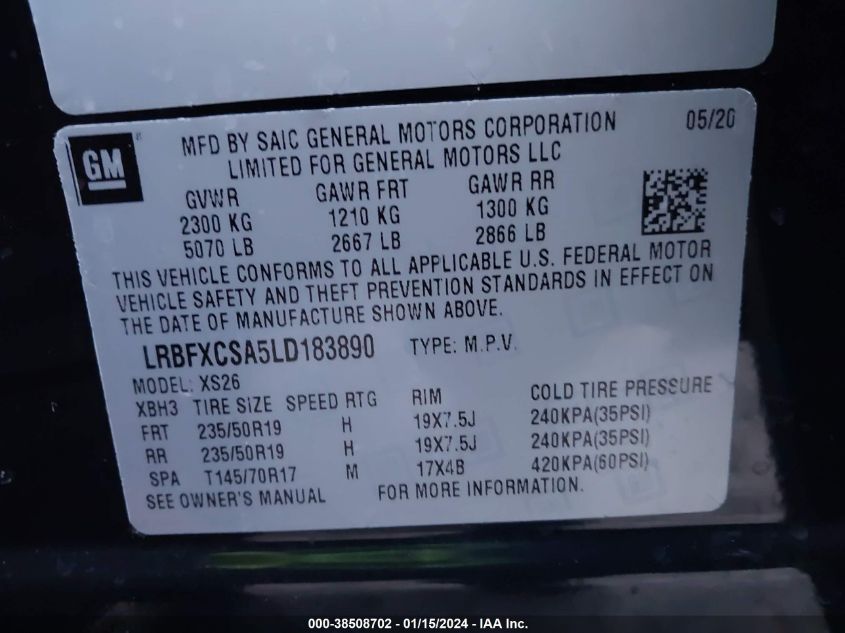 GM
MFD BY SAIC GENERAL MOTORS CORPORATION 05/20
LIMITED FOR GENERAL MOTORS LLC
GVWR GAWR FRT GAWR RR
2300 KG 1210 KG 1300 KG
5070 LB 2667 LB 2866 LB
THIS VEHICLE CONFORMS TO ALL APPLICABLE U.S. FEDERAL MOTOR
VEHICLE SAFETY AND THEFT PREVENTION STANDARDS IN EFFECT ON
THE DATE OF MANUFACTURE SHOWN ABOVE.
LRBFXCSA5LD183890 TYPE: M.P.V.
MODEL: XS26
XBH3 TIRE SIZE SPEED RTG RIM COLD TIRE PRESSURE
FRT 235/50R19 H 19X7.5J 240KPA(35PSI)
RR 235/50R19 H 19X7.5J 240KPA(35PSI)
SPA T145/70R17 M 17X4B 420KPA(60PSI)
SEE OWNER'S MANUAL FOR MORE INFORMATION.
000-38508702 - 01/15/2024 - IAA Inc.